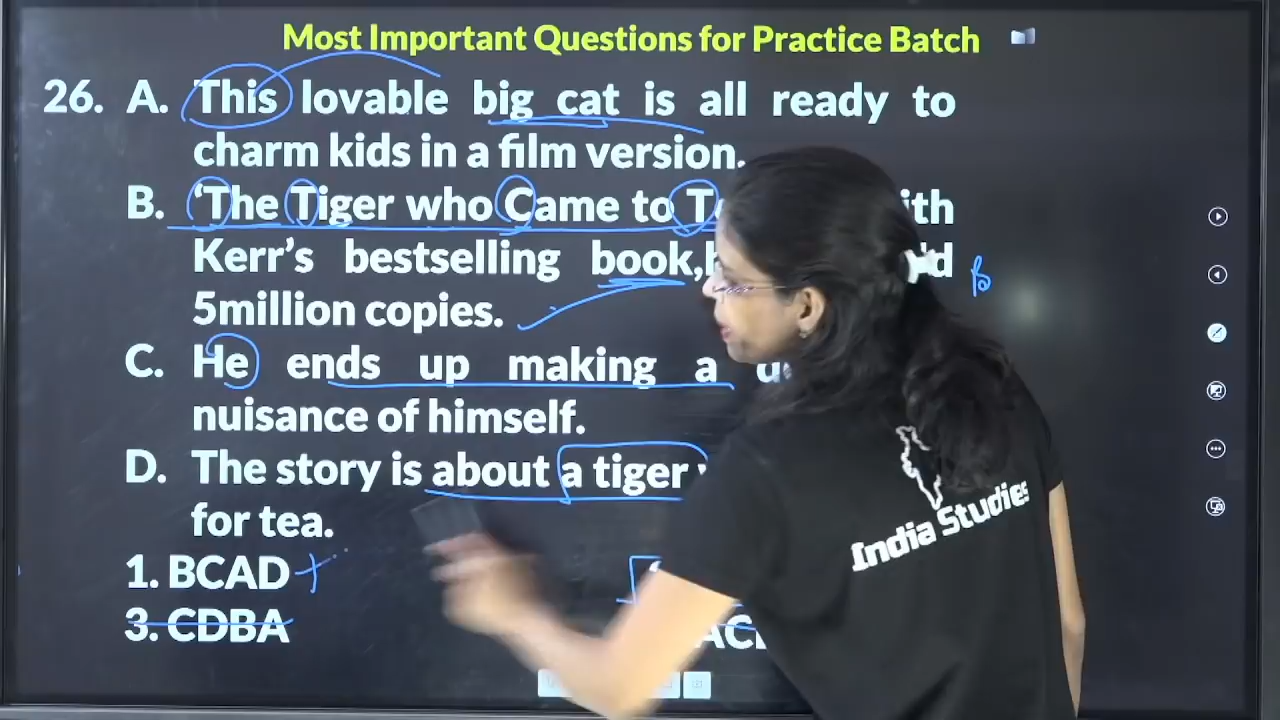 Most Important Questions for Practice Batch
26. A. This lovable big cat is all ready to
charm kids in a film version.
B. ‘The Tiger who Came to
Kerr’s bestselling book,
5million copies.
B
C. He ends up making a
nuisance of himself.
D. The story is about a tiger
for tea.
1. BCAD
3. CDBA
India Studies